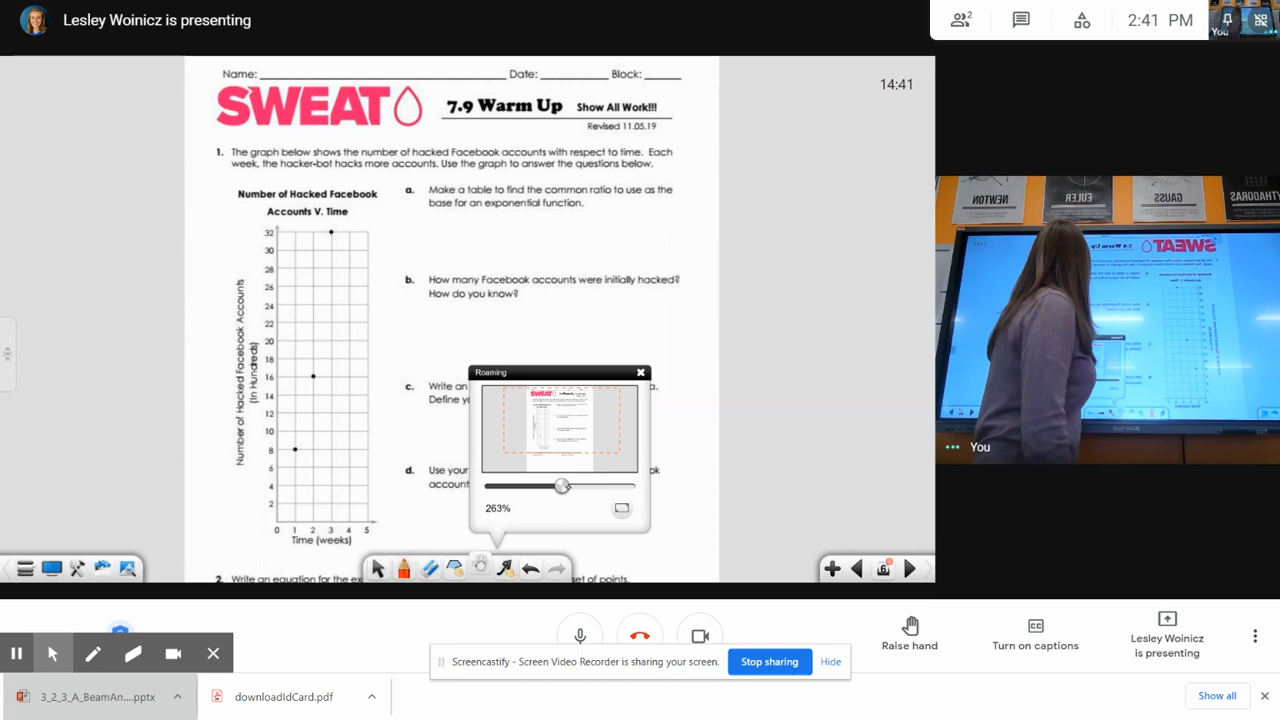 Lesley Woinicz is presenting
2
2:41 PM
You
14:41
Name: Date: Block:
SWEAT
7.9 Warm Up Show All Work!!!
Revised 11.05.19
1. The graph below shows the number of hacked Facebook accounts with respect to time. Each
week, the hacker-bot hacks more accounts. Use the graph to answer the questions below.
Number of Hacked Facebook
Accounts V. Time
Number of Hacked Facebook Accounts
(In Hundreds)
32
30
28
26
24
22
20
18
16
14
12
10
8
6
4
2
0 1 2 3 4 5
Time (weeks)
a. Make a table to find the common ratio to use as the
base for an exponential function.
b. How many Facebook accounts were initially hacked?
How do you know?
c. Write an
a.
Define
d. Use your
ok
account
Roaming
263%
2. Write an equation for the ex
set of points.
6
NEWTON
EULER
GAUSS
PYTHAGORAS
SWEAT
7.9 Warm Up
You
Raise hand
Turn on captions
Lesley Woinicz
is presenting
Screencastify - Screen Video Recorder is sharing your screen.
Stop sharing
Hide
3_2_3_A_BeamAn....pptx
downloadIdCard.pdf
Show all